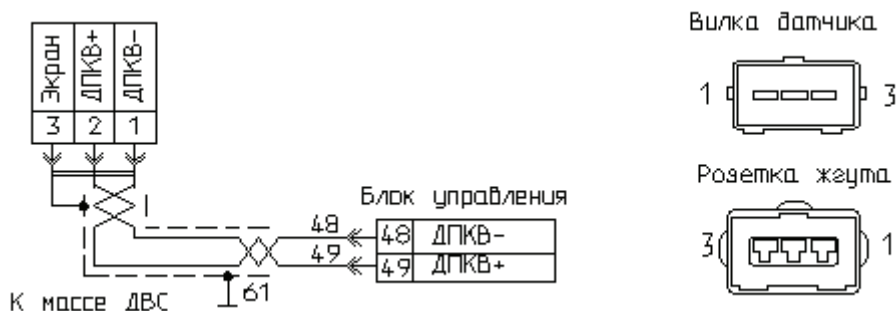 Экран
ДПКВ+
ДПКВ-
3 2 1
Вилка датчика
1 3
Розетка жгута
3 1
Блок управления
48 48 ДПКВ-
49 49 ДПКВ+
61
К массе ДВС